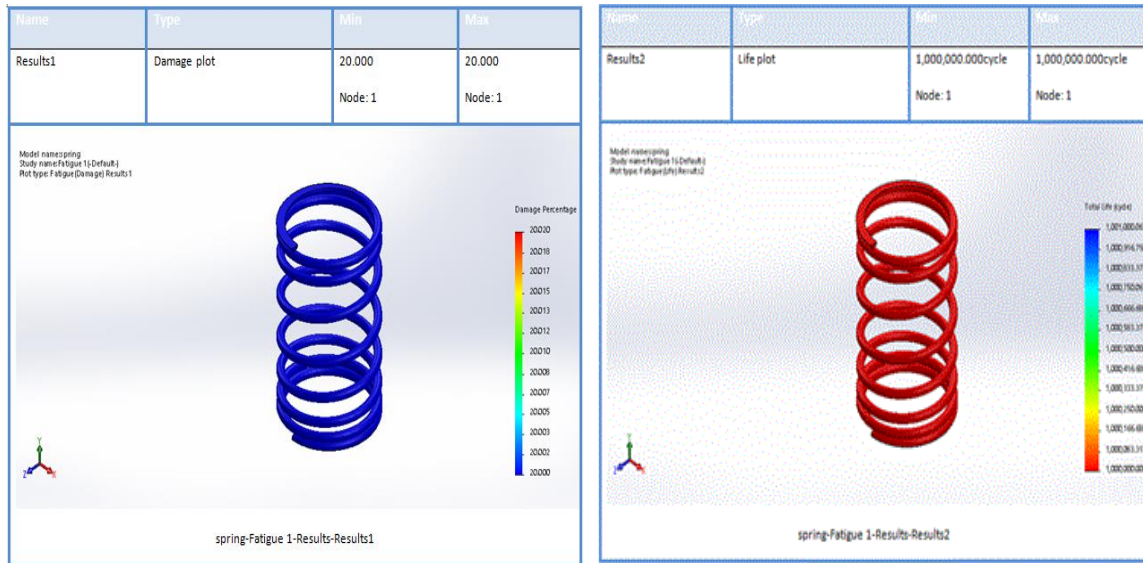 Name Type Min Max
Results1 Damage plot 20.000 20.000
Node: 1 Node: 1
Model name:spring
Study name:Fatigue 1(-Default-)
Plot type: Fatigue(Damage) Results1
Damage Percentage
20.020
20.018
20.017
20.015
20.013
20.012
20.010
20.008
20.007
20.005
20.003
20.002
20.000
Y
Z X
spring-Fatigue 1-Results-Results1
Name Type Min Max
Results2 Life plot 1,000,000.000cycle 1,000,000.000cycle
Node: 1 Node: 1
Model name:spring
Study name:Fatigue 1(-Default-)
Plot type: Fatigue(Life) Results2
Total Life (cycle)
Y
Z X
spring-Fatigue 1-Results-Results2